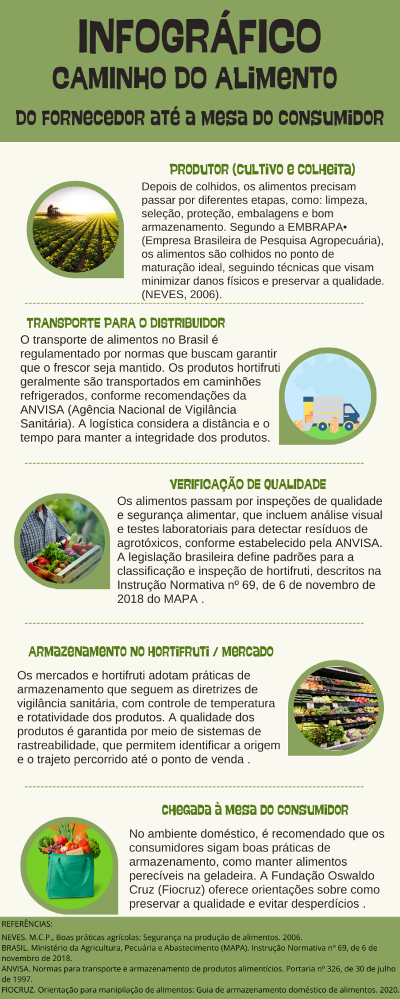 INFOGRÁFICO
CAMINHO DO ALIMENTO
DO FORNECEDOR ATÉ A MESA DO CONSUMIDOR
PRODUTOR (CULTIVO E COLHEITA)
Depois de colhidos, os alimentos precisam
passar por diferentes etapas, como: limpeza,
seleção, proteção, embalagens e bom
armazenamento. Segundo a EMBRAPA•
(Empresa Brasileira de Pesquisa Agropecuária),
os alimentos são colhidos no ponto de
maturação ideal, seguindo técnicas que visam
minimizar danos físicos e preservar a qualidade.
(NEVES, 2006).
TRANSPORTE PARA O DISTRIBUIDOR
O transporte de alimentos no Brasil é
regulamentado por normas que buscam garantir
que o frescor seja mantido. Os produtos hortifruti
geralmente são transportados em caminhões
refrigerados, conforme recomendações da
ANVISA (Agência Nacional de Vigilância
Sanitária). A logística considera a distância e o
tempo para manter a integridade dos produtos.
VERIFICAÇÃO DE QUALIDADE
Os alimentos passam por inspeções de qualidade
e segurança alimentar, que incluem análise visual
e testes laboratoriais para detectar resíduos de
agrotóxicos, conforme estabelecido pela ANVISA.
A legislação brasileira define padrões para a
classificação e inspeção de hortifruti, descritos na
Instrução Normativa nº 69, de 6 de novembro de
2018 do MAPA .
ARMAZENAMENTO NO HORTIFRUTI / MERCADO
Os mercados e hortifruti adotam práticas de
armazenamento que seguem as diretrizes de
vigilância sanitária, com controle de temperatura
e rotatividade dos produtos. A qualidade dos
produtos é garantida por meio de sistemas de
rastreabilidade, que permitem identificar a origem
e o trajeto percorrido até o ponto de venda .
CHEGADA À MESA DO CONSUMIDOR
No ambiente doméstico, é recomendado que os
consumidores sigam boas práticas de
armazenamento, como manter alimentos
perecíveis na geladeira. A Fundação Oswaldo
Cruz (Fiocruz) oferece orientações sobre como
preservar a qualidade e evitar desperdícios .
REFERÊNCIAS:
NEVES. M.C.P., Boas práticas agrícolas: Segurança na produção de alimentos. 2006.
BRASIL. Ministério da Agricultura, Pecuária e Abastecimento (MAPA). Instrução Normativa nº 69, de 6 de
novembro de 2018.
ANVISA. Normas para transporte e armazenamento de produtos alimentícios. Portaria nº 326, de 30 de julho
de 1997.
FIOCRUZ. Orientação para manipilação de alimentos: Guia de armazenamento doméstico de alimentos. 2020.